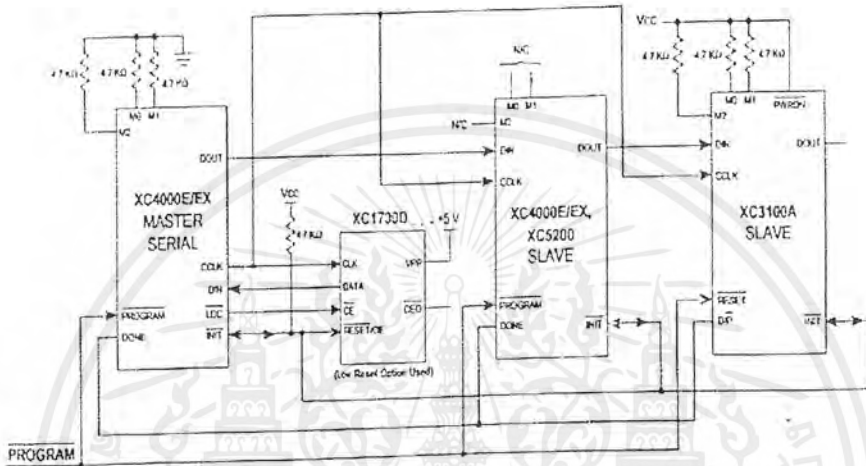 4.7 KΩ
4.7 KΩ
4.7 KΩ
M0 M1
M2
DOUT
XC4000E/EX
MASTER
SERIAL
CCLK
DIN
PROGRAM
LDC
DONE
INIT
VCC
4.7 KΩ
XC1700D
+5 V
CLK
VPP
DATA
CE
CEO
RESET/OE
(Low Reset Option Used)
N/C
M0 M1
N/C
M2
DIN
DOUT
CCLK
XC4000E/EX,
XC5200
SLAVE
PROGRAM
DONE
INIT
VCC
4.7 KΩ
4.7 KΩ
4.7 KΩ
M0 M1
PWRDN
M2
DIN
DOUT
CCLK
XC3100A
SLAVE
RESET
D/P
INIT
PROGRAM